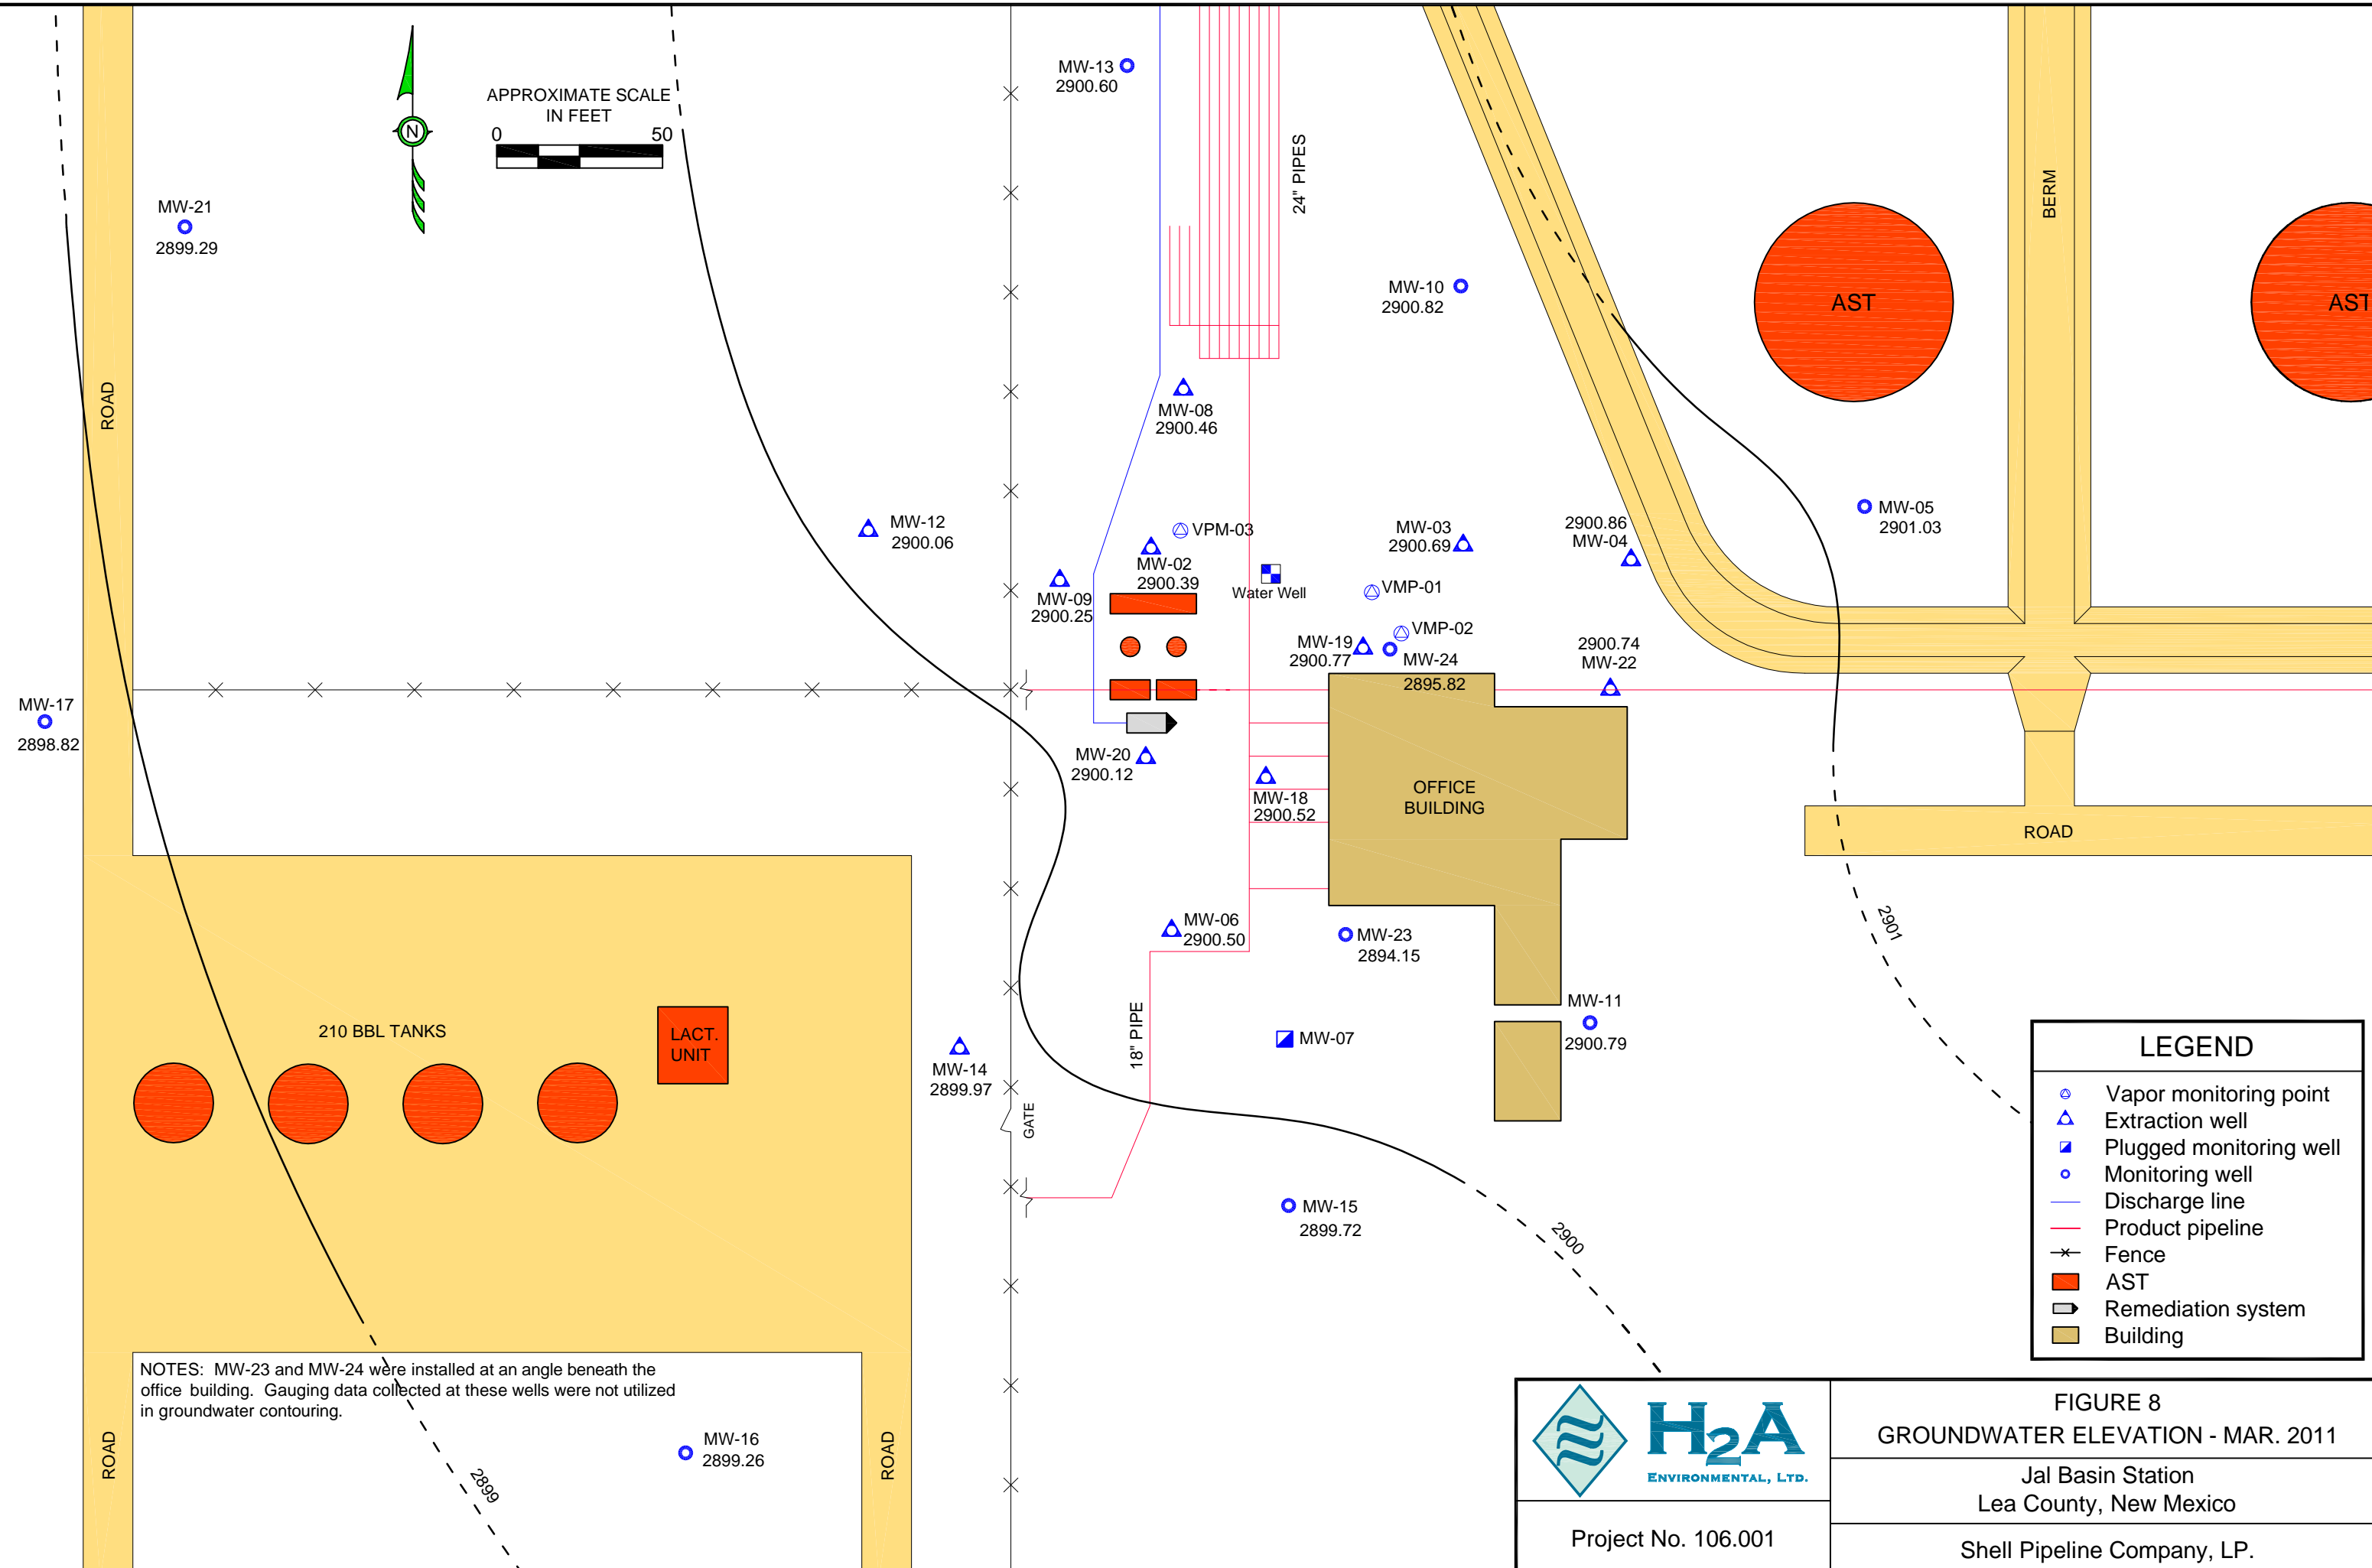 APPROXIMATE SCALE
IN FEET
0 50
N
MW-13
2900.60
24" PIPES
BERM
MW-21
2899.29
ROAD
MW-10
2900.82
AST
AST
MW-08
2900.46
MW-12
2900.06
VPM-03
MW-02
2900.39
MW-09
2900.25
Water Well
MW-03
2900.69
VMP-01
VMP-02
MW-19
2900.77
MW-24
2895.82
2900.86
MW-04
2900.74
MW-22
MW-05
2901.03
MW-17
2898.82
MW-20
2900.12
MW-18
2900.52
OFFICE
BUILDING
ROAD
MW-06
2900.50
MW-23
2894.15
2901
210 BBL TANKS
LACT.
UNIT
MW-14
2899.97
GATE
18" PIPE
MW-07
MW-11
2900.79
MW-15
2899.72
2900
LEGEND
Vapor monitoring point
Extraction well
Plugged monitoring well
Monitoring well
Discharge line
Product pipeline
Fence
AST
Remediation system
Building
NOTES: MW-23 and MW-24 were installed at an angle beneath the
office building. Gauging data collected at these wells were not utilized
in groundwater contouring.
ROAD
2899
MW-16
2899.26
ROAD
H2A
ENVIRONMENTAL, LTD.
Project No. 106.001
FIGURE 8
GROUNDWATER ELEVATION - MAR. 2011
Jal Basin Station
Lea County, New Mexico
Shell Pipeline Company, LP.